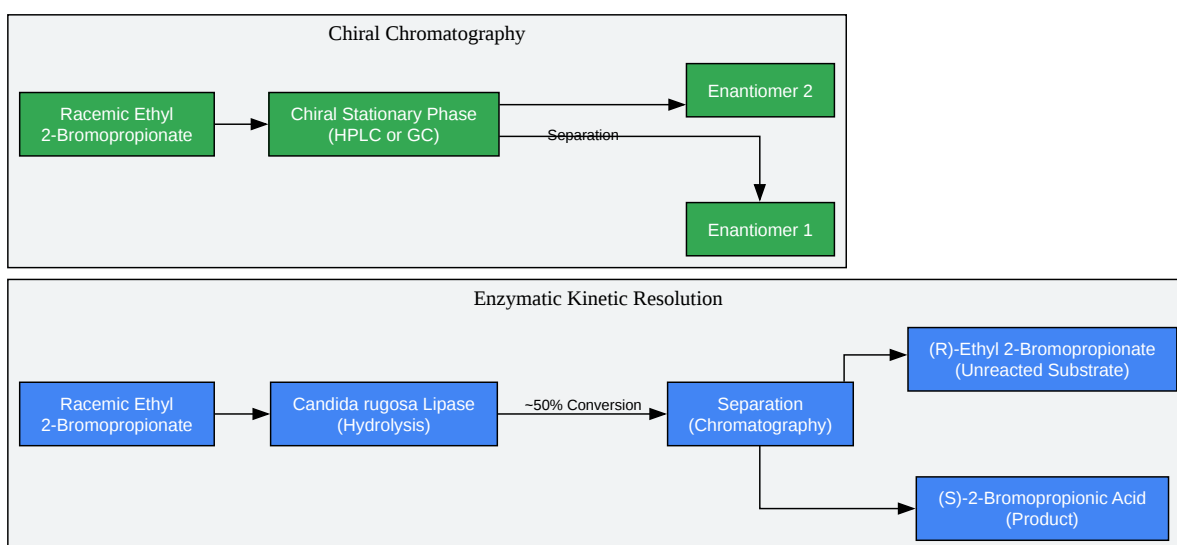 Chiral Chromatography
Racemic Ethyl
2-Bromopropionate
Chiral Stationary Phase
(HPLC or GC)
Separation
Enantiomer 2
Enantiomer 1
Enzymatic Kinetic Resolution
Racemic Ethyl
2-Bromopropionate
Candida rugosa Lipase
(Hydrolysis)
~50% Conversion
Separation
(Chromatography)
(R)-Ethyl 2-Bromopropionate
(Unreacted Substrate)
(S)-2-Bromopropionic Acid
(Product)